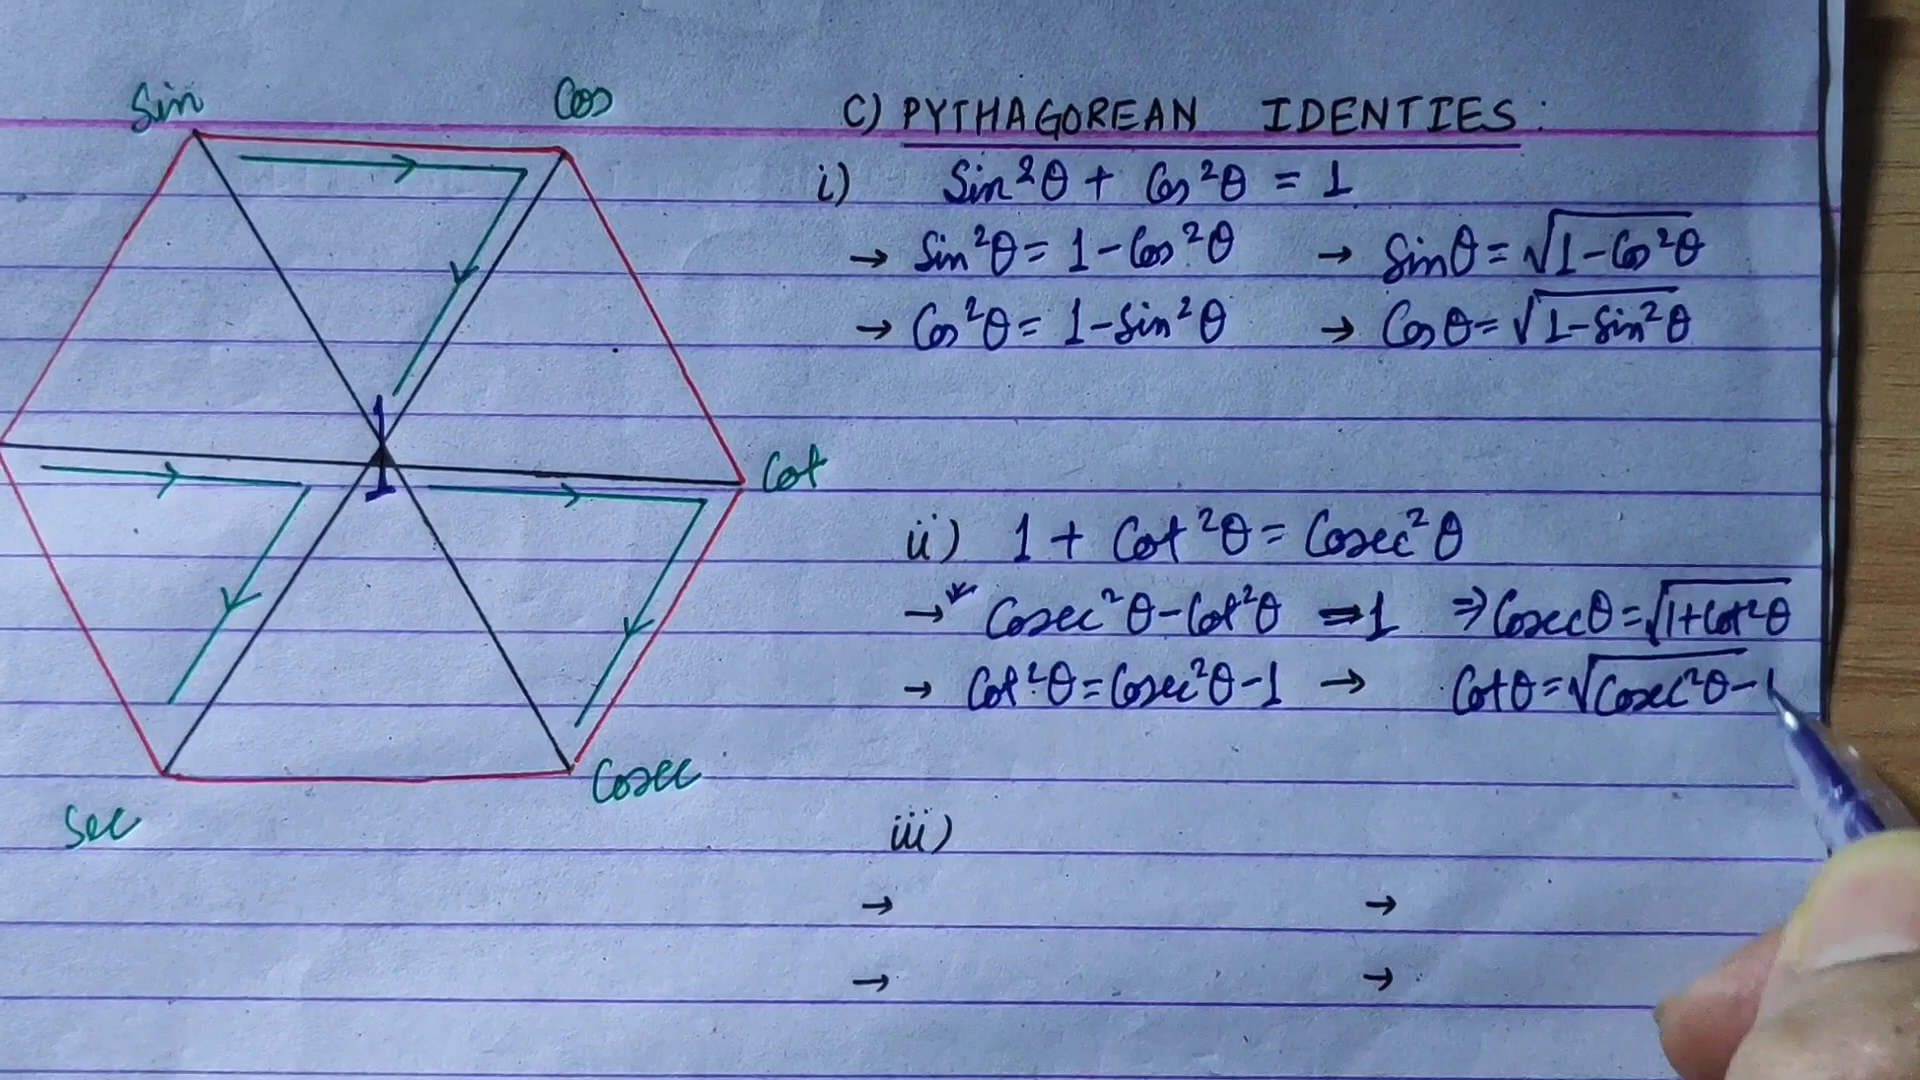 Sin
Cos
1
Cot
Cosec
Sec
C) PYTHAGOREAN IDENTIES :
i) Sin²θ + Cos²θ = 1
→ Sin²θ = 1 - Cos²θ → Sinθ = √1-Cos²θ
→ Cos²θ = 1 - Sin²θ → Cosθ = √1-Sin²θ
ii) 1 + Cot²θ = Cosec²θ
→ Cosec²θ - Cot²θ ⇒ 1 ⇒ Cosecθ = √1+Cot²θ
→ Cot²θ = Cosec²θ - 1 → Cotθ = √Cosec²θ - 1
iii)
→ →
→ →